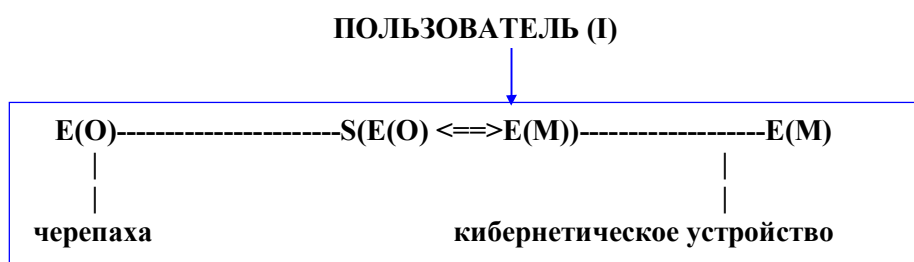 ПОЛЬЗОВАТЕЛЬ (I)
E(O)-----------------------S(E(O) <==>E(M))-------------------E(M)
| |
| |
черепаха кибернетическое устройство